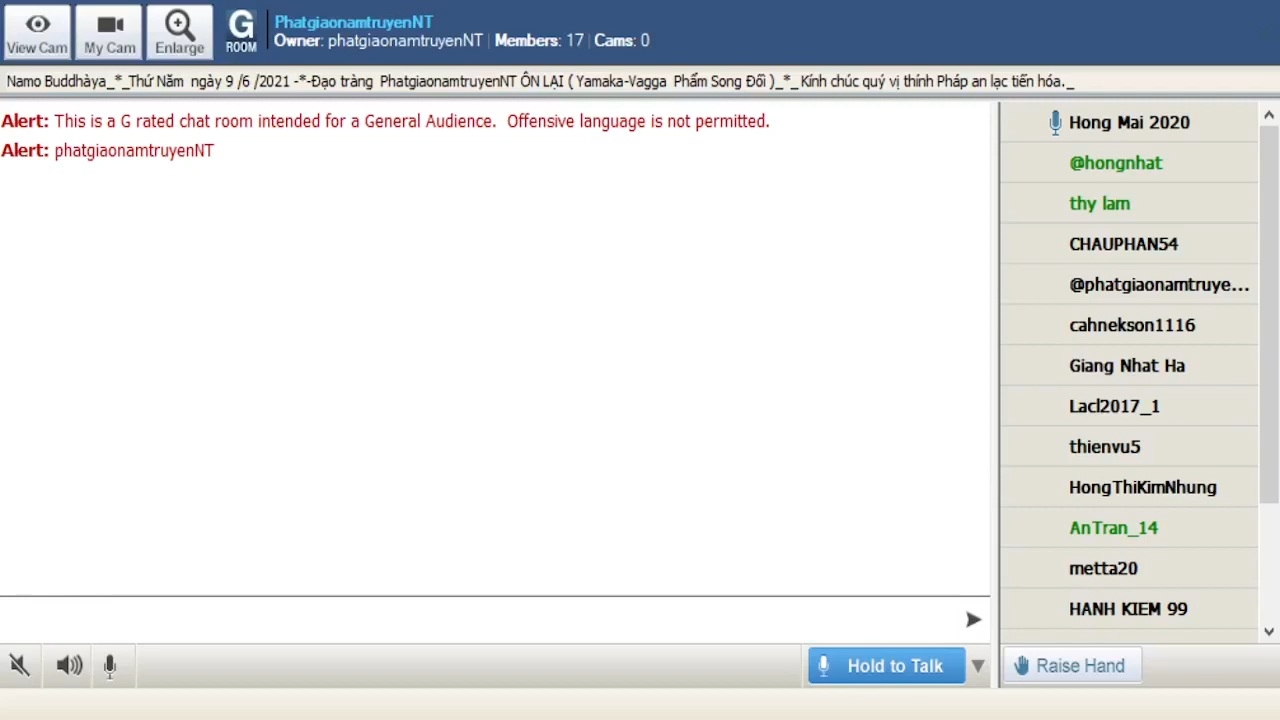 View Cam
My Cam
Enlarge
G
ROOM
PhatgiaonamtruyenNT
Owner: phatgiaonamtruyenNT | Members: 17 | Cams: 0
Namo Buddhàya_*_Thứ Năm ngày 9 /6 /2021 -*-Đạo tràng PhatgiaonamtruyenNT ÔN LẠI ( Yamaka-Vagga Phẩm Song Đối )_*_Kính chúc quý vị thính Pháp an lạc tiến hóa._
Alert: This is a G rated chat room intended for a General Audience. Offensive language is not permitted.
Alert: phatgiaonamtruyenNT
Hong Mai 2020
@hongnhat
thy lam
CHAUPHAN54
@phatgiaonamtruye...
cahnekson1116
Giang Nhat Ha
Lacl2017_1
thienvu5
HongThiKimNhung
AnTran_14
metta20
HANH KIEM 99
Hold to Talk
Raise Hand